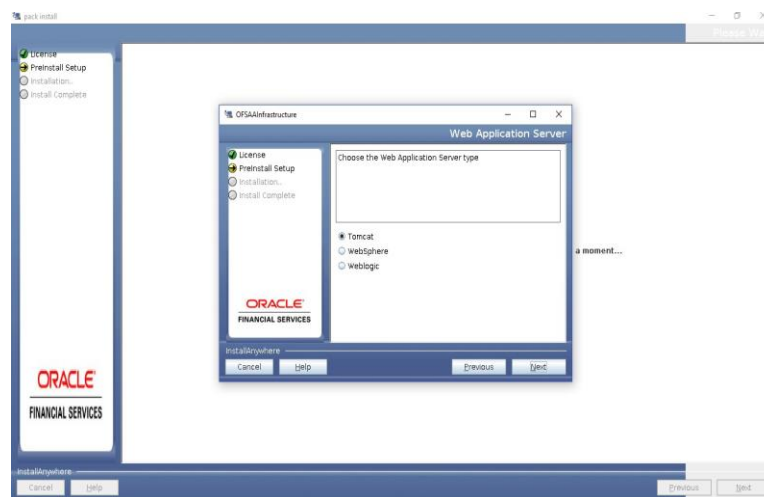 pack install
Please Wa
License
PreInstall Setup
Installation..
Install Complete
OFSAAInfrastructure
Web Application Server
License
PreInstall Setup
Installation..
Install Complete
Choose the Web Application Server type
Tomcat
WebSphere
Weblogic
a moment...
ORACLE
FINANCIAL SERVICES
InstallAnywhere
Cancel
Help
Previous
Next
ORACLE
FINANCIAL SERVICES
InstallAnywhere
Cancel
Help
Previous
Next